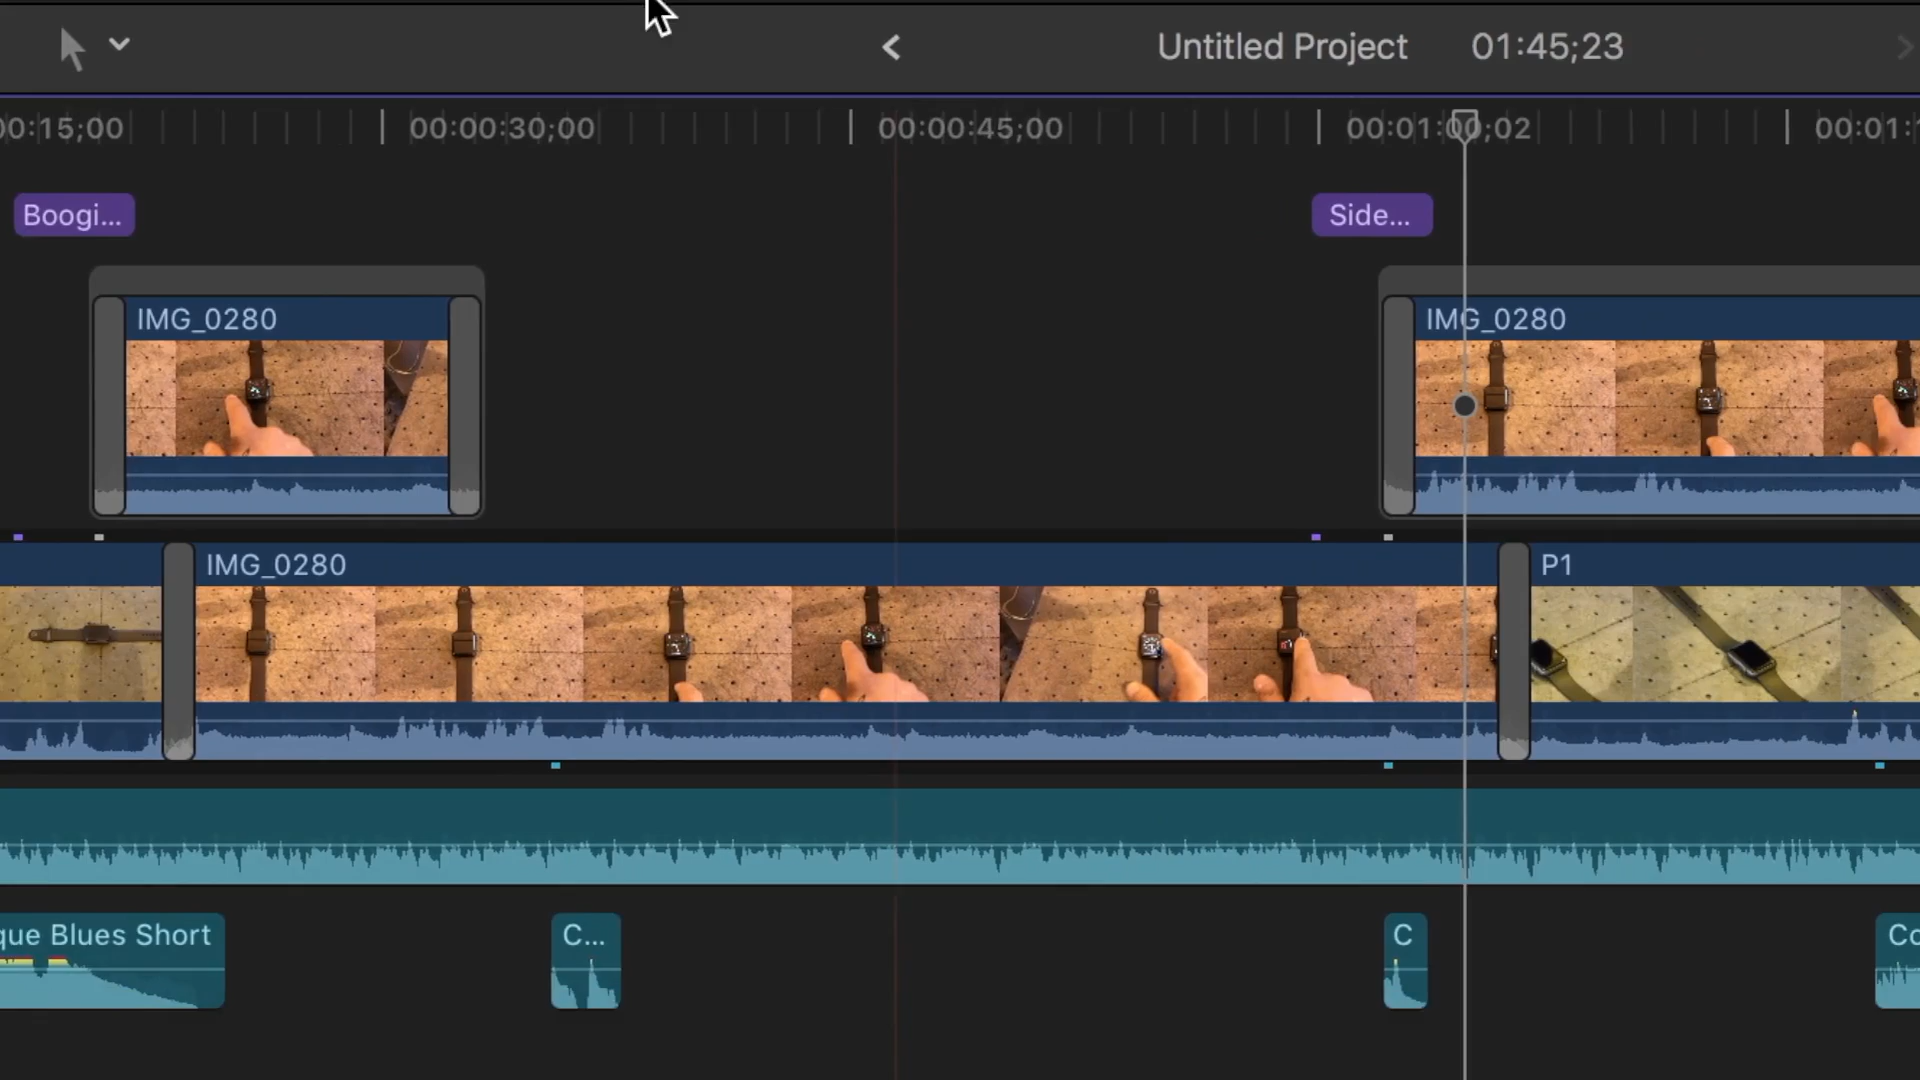 Untitled Project 01:45;23
00:15;00 00:00:30;00 00:00:45;00 00:01:00;02 00:01:
Boogi... Side...
IMG_0280 IMG_0280
IMG_0280 P1
que Blues Short C... C Co